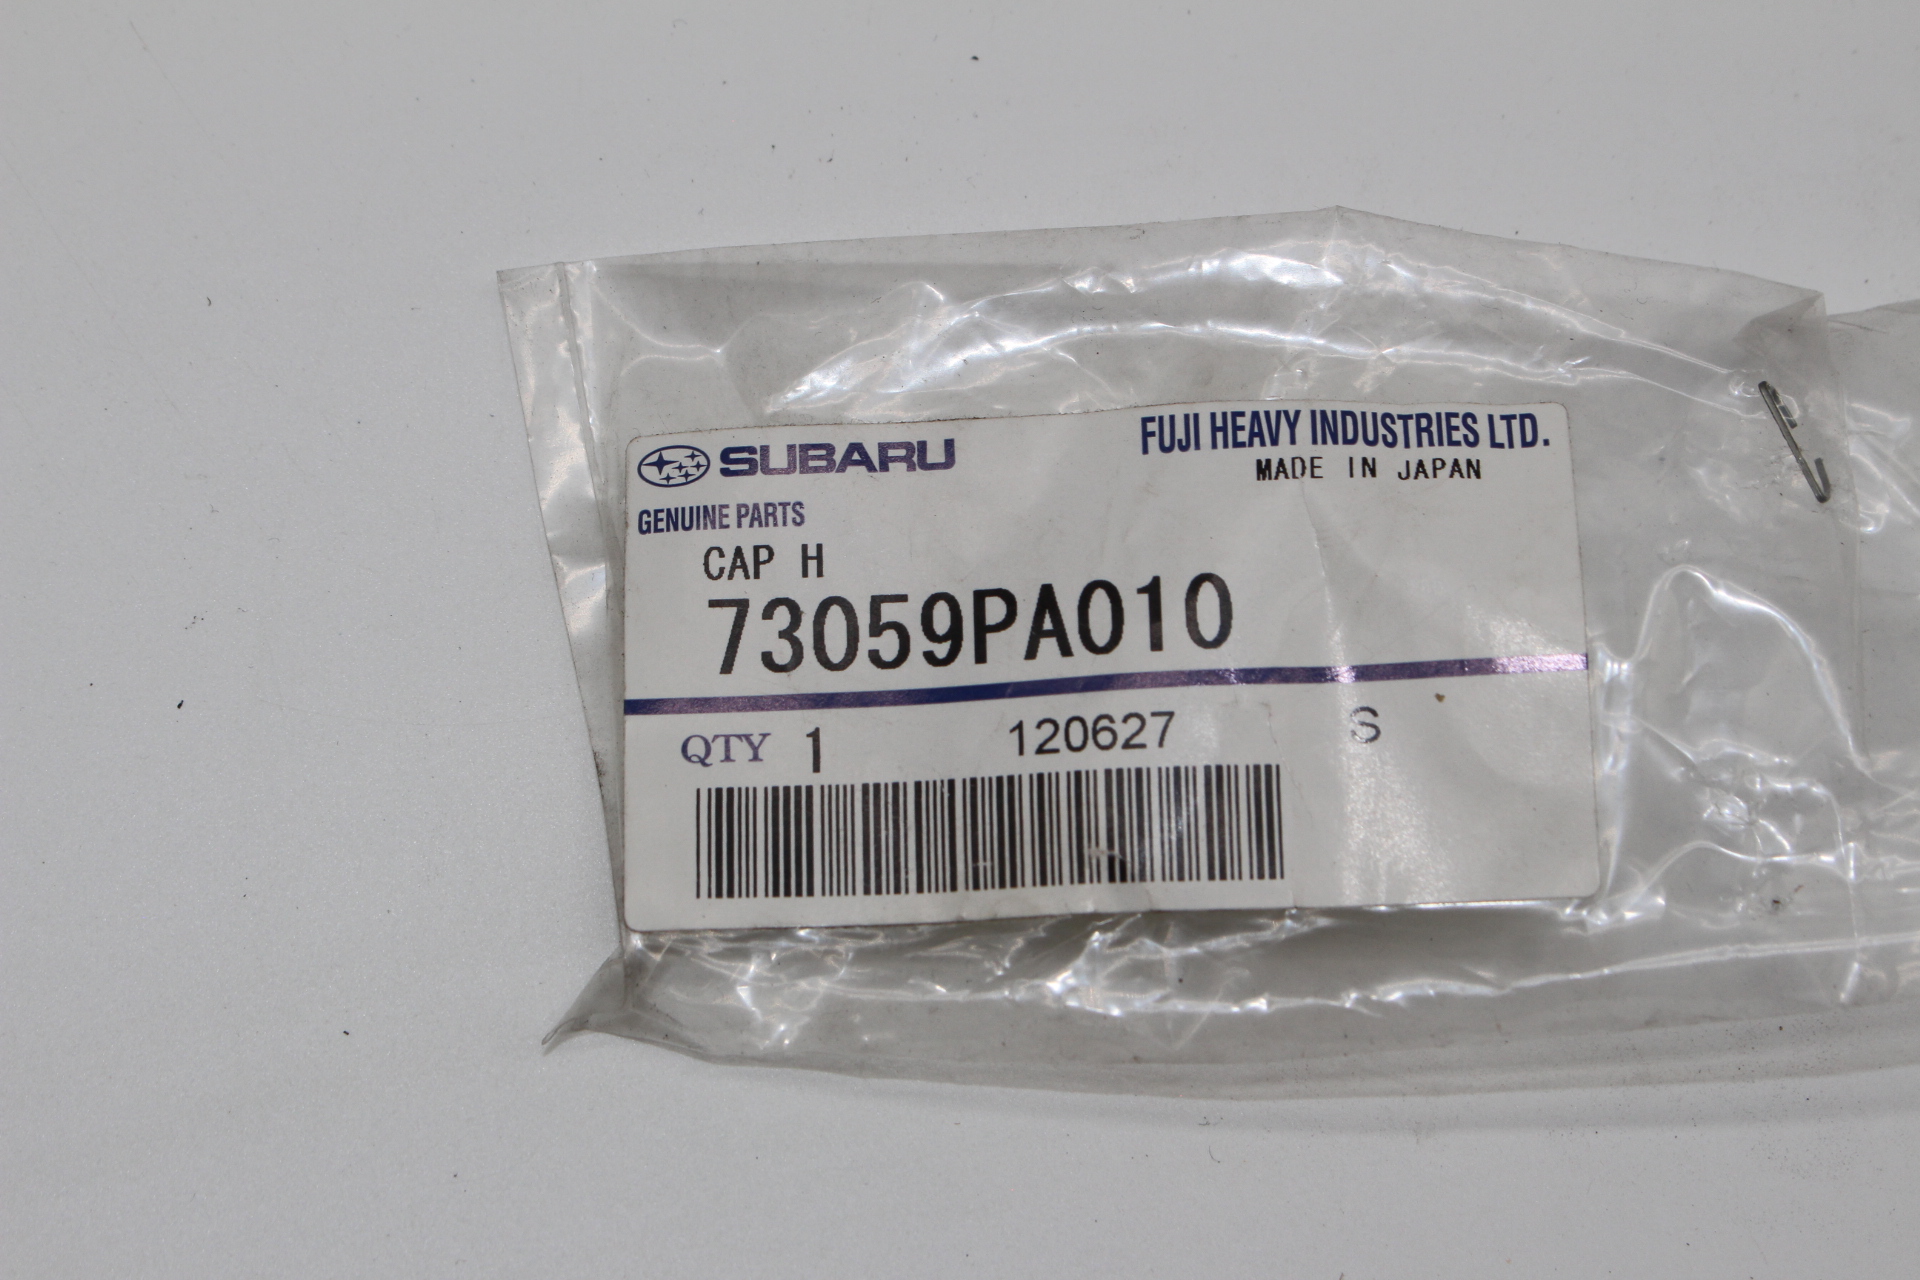 SUBARU
FUJI HEAVY INDUSTRIES LTD.
MADE IN JAPAN
GENUINE PARTS
CAP H
73059PA010
QTY 1 120627 S